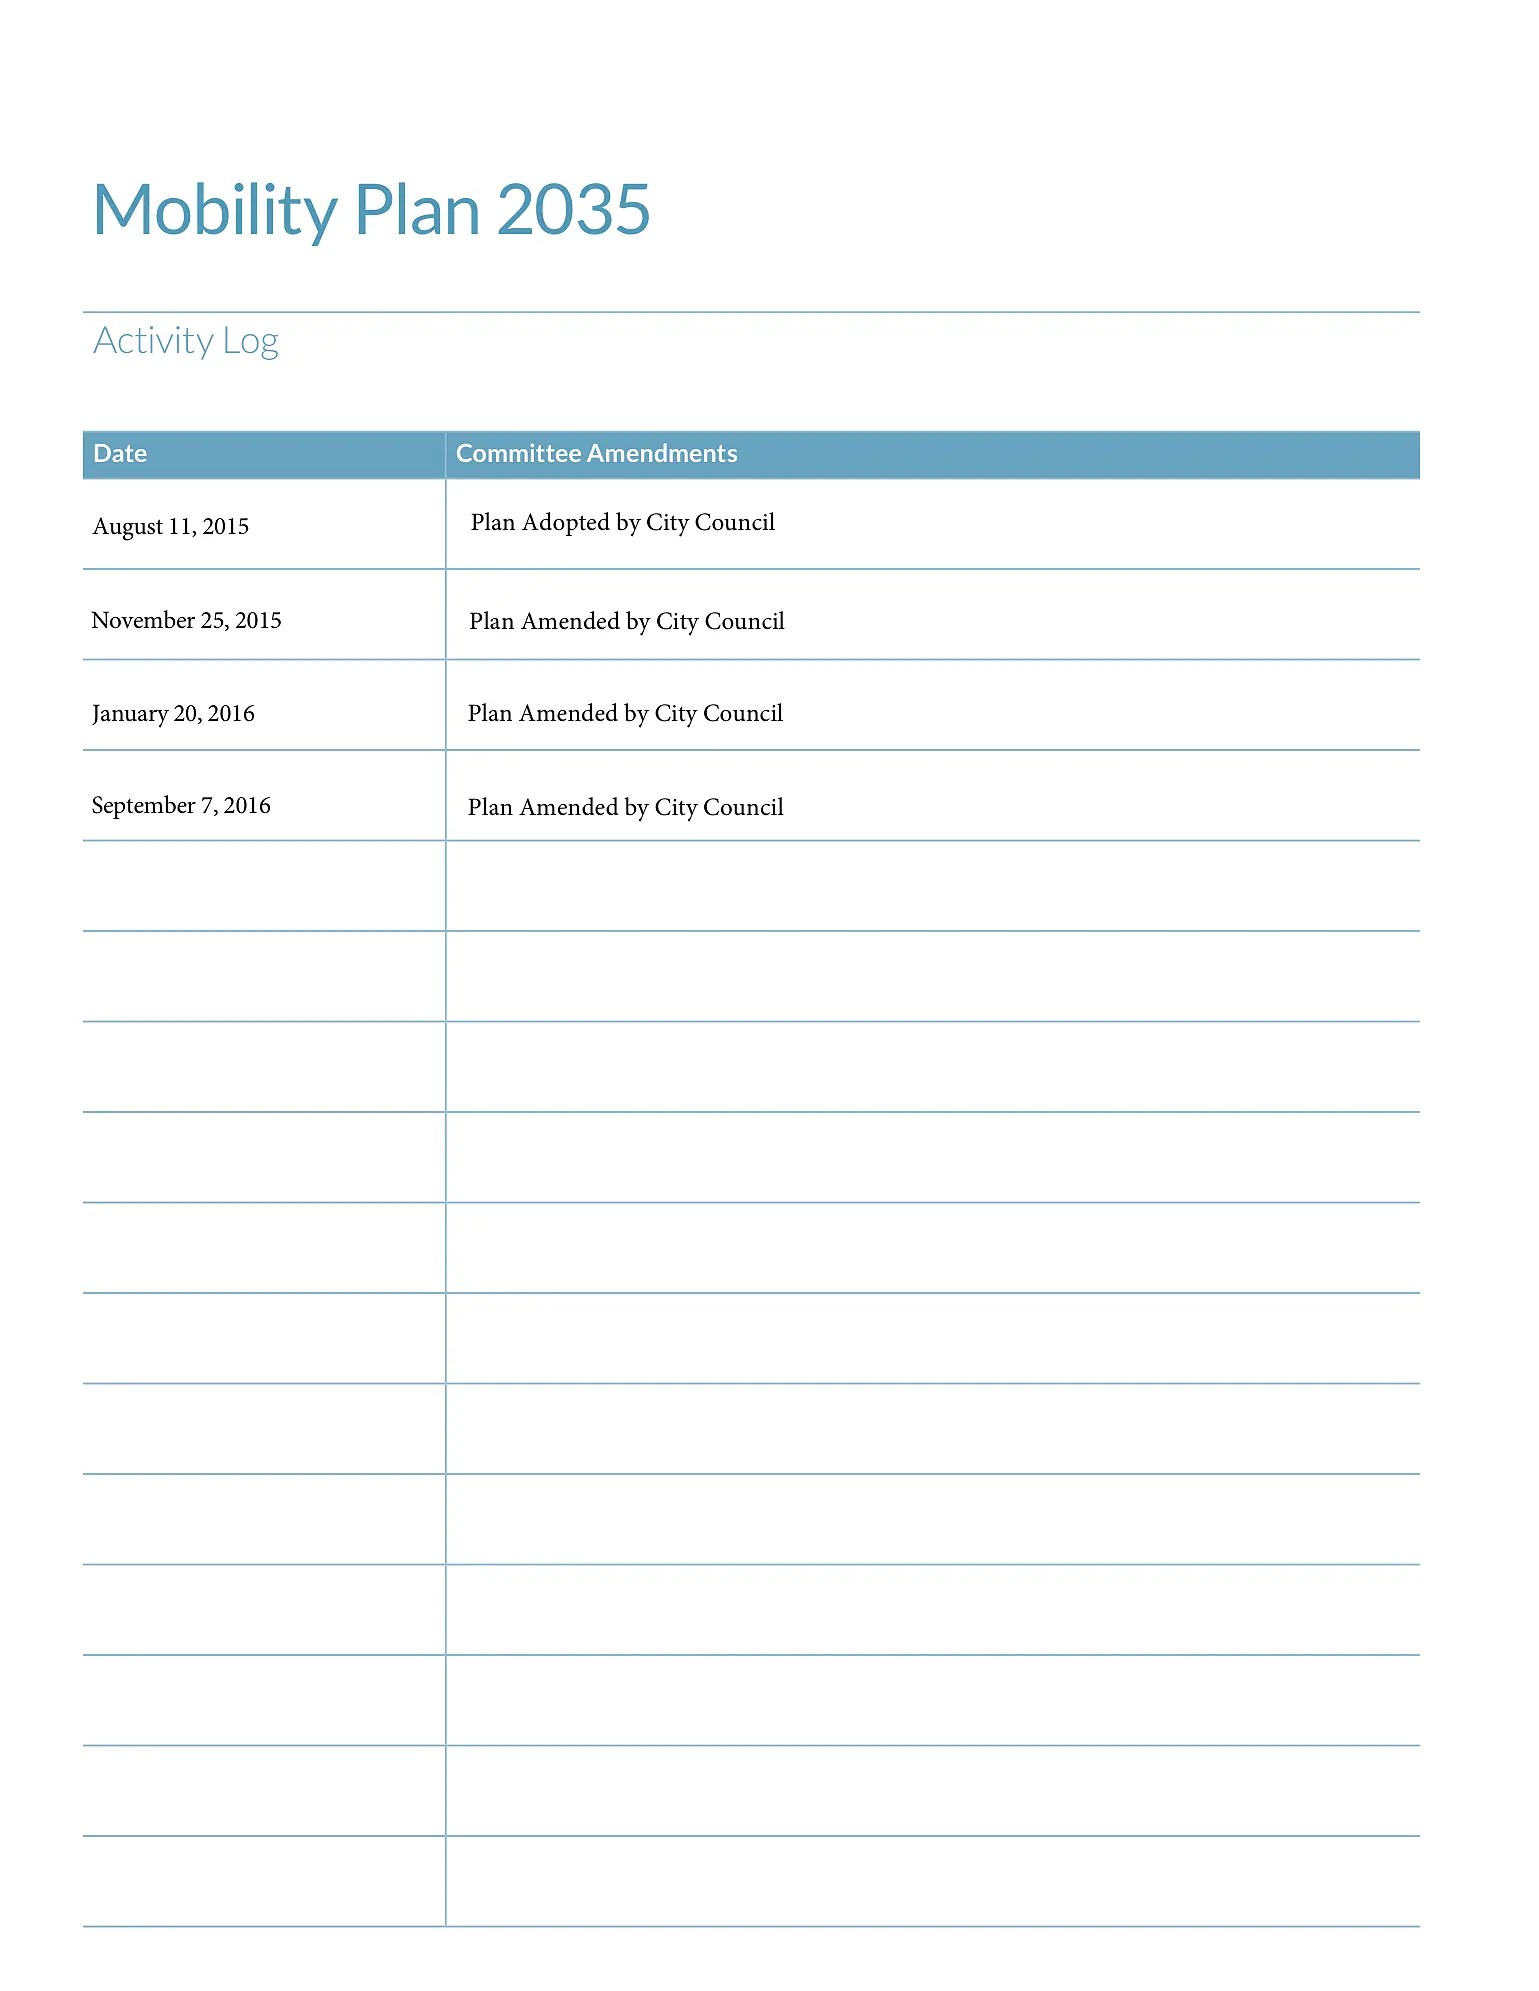 Mobility Plan 2035
Activity Log
Date Committee Amendments
August 11, 2015 Plan Adopted by City Council
November 25, 2015 Plan Amended by City Council
January 20, 2016 Plan Amended by City Council
September 7, 2016 Plan Amended by City Council